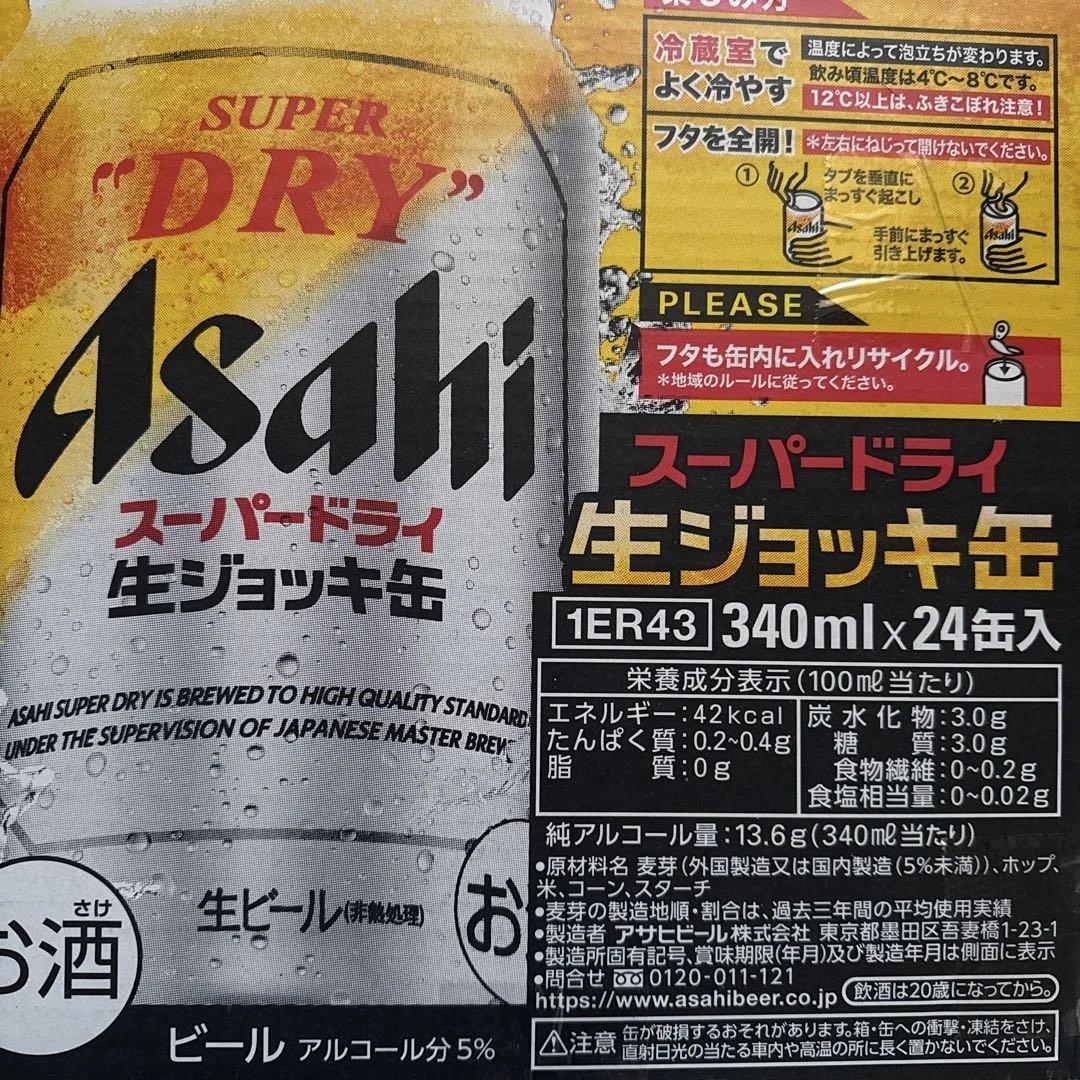 SUPER
"DRY"
Asahi
スーパードライ
生ジョッキ缶
ASAHI SUPER DRY IS BREWED TO HIGH QUALITY STANDARD
UNDER THE SUPERVISION OF JAPANESE MASTER
生ビール(非熱処理)
さけ
お酒
お
ビール アルコール分5%
冷蔵室で
よく冷やす
温度によって泡立ちが変わります。
飲み頃温度は4℃~8℃です。
12℃以上は、ふきこぼれ注意!
フタを全開!
*左右にねじって開けないでください。
①
タブを垂直に
まっすぐ起こし
Asahi
②
手前にまっすぐ
引き上げます。
Asahi
PLEASE
フタも缶内に入れリサイクル。
*地域のルールに従ってください。
スーパードライ
生ジョッキ缶
1ER43 340ml×24缶入
栄養成分表示(100ml当たり)
エネルギー:42kcal
たんぱく質:0.2~0.4g
脂質:0g
炭水化物:3.0g
糖質:3.0g
食物繊維:0~0.2g
食塩相当量:0~0.02g
純アルコール量:13.6g(340ml当たり)
•原材料名 麦芽(外国製造又は国内製造(5%未満))、ホップ、
米、コーン、スターチ
•麦芽の製造地順・割合は、過去三年間の平均使用実績
•製造者 アサヒビール株式会社 東京都墨田区吾妻橋1-23-1
•製造所固有記号、賞味期限(年月)及び製造年月は側面に表示
•問合せ 0120-011-121
https://www.asahibeer.co.jp 飲酒は20歳になってから。
⚠注意 缶が破損するおそれがあります。箱・缶への衝撃・凍結をさけ、
直射日光の当たる車内や高温の所に長く置かないでください。